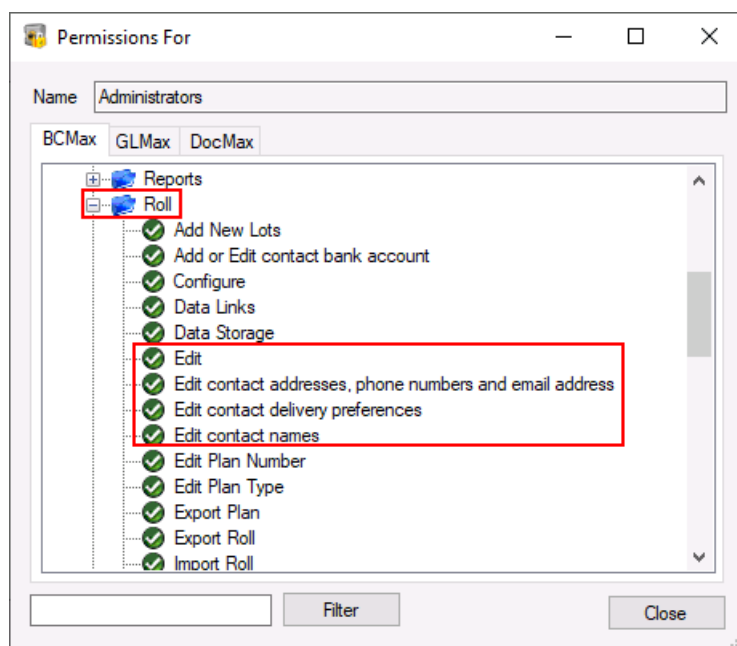 Permissions For
Name Administrators
BCMax GLMax DocMax
Reports
Roll
Add New Lots
Add or Edit contact bank account
Configure
Data Links
Data Storage
Edit
Edit contact addresses, phone numbers and email address
Edit contact delivery preferences
Edit contact names
Edit Plan Number
Edit Plan Type
Export Plan
Export Roll
Import Roll
Filter Close